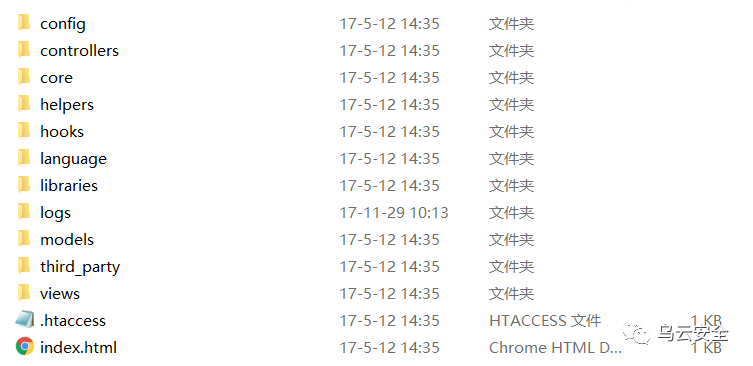 config 17-5-12 14:35 文件夹
controllers 17-5-12 14:35 文件夹
core 17-5-12 14:35 文件夹
helpers 17-5-12 14:35 文件夹
hooks 17-5-12 14:35 文件夹
language 17-5-12 14:35 文件夹
libraries 17-5-12 14:35 文件夹
logs 17-11-29 10:13 文件夹
models 17-5-12 14:35 文件夹
third_party 17-5-12 14:35 文件夹
views 17-5-12 14:35 文件夹
.htaccess 17-5-12 14:35 HTACCESS 文件 1 KB
index.html 17-5-12 14:35 Chrome HTML D... 1 KB
乌云安全